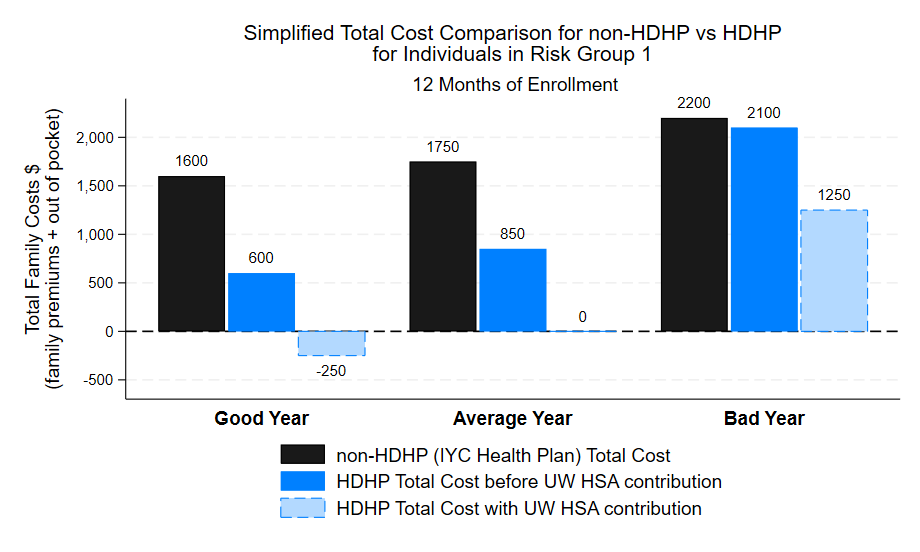 Simplified Total Cost Comparison for non-HDHP vs HDHP
for Individuals in Risk Group 1
12 Months of Enrollment
Total Family Costs $
(family premiums + out of pocket)
2,000
1,500
1,000
500
0
-500
1600
600
-250
1750
850
0
2200
2100
1250
Good Year
Average Year
Bad Year
non-HDHP (IYC Health Plan) Total Cost
HDHP Total Cost before UW HSA contribution
HDHP Total Cost with UW HSA contribution